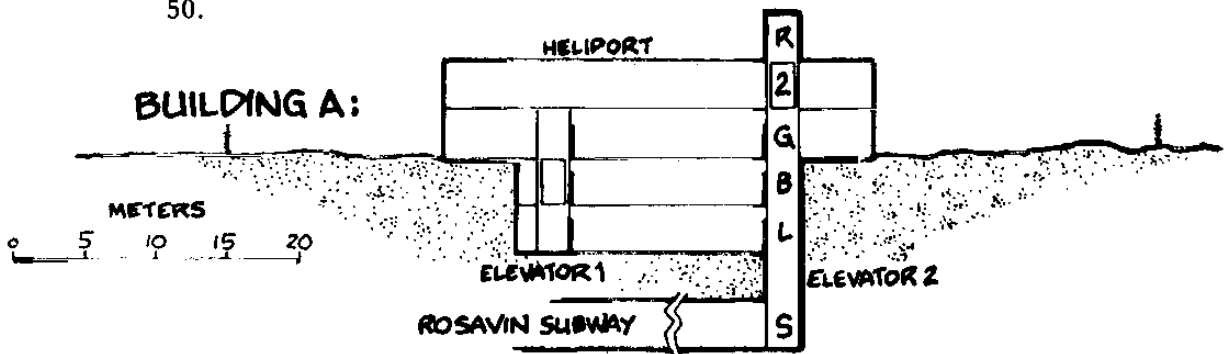 50.
HELIPORT
BUILDING A:
R
2
G
B
L
S
METERS
0 5 10 15 20
ELEVATOR 1
ELEVATOR 2
ROSAVIN SUBWAY